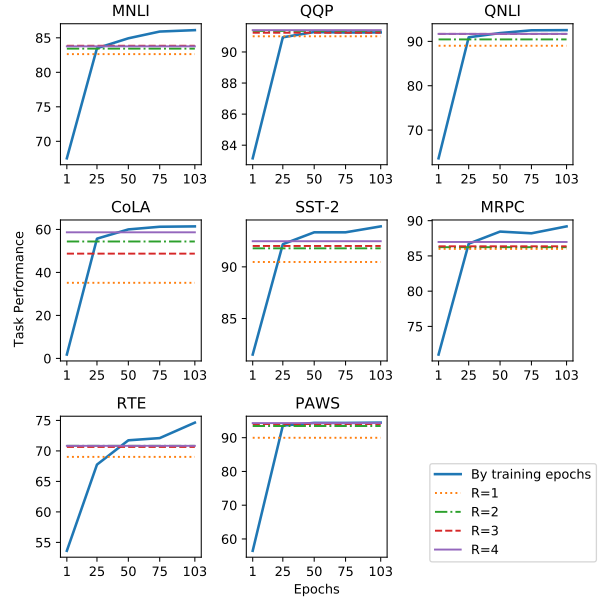 MNLI
QQP
QNLI
85
80
75
70
1 25 50 75 103
90
88
86
84
1 25 50 75 103
90
80
70
1 25 50 75 103
CoLA
SST-2
MRPC
Task Performance
60
40
20
0
1 25 50 75 103
90
85
1 25 50 75 103
90
85
80
75
1 25 50 75 103
RTE
PAWS
75
70
65
60
55
1 25 50 75 103
90
80
70
60
1 25 50 75 103
Epochs
By training epochs
R=1
R=2
R=3
R=4